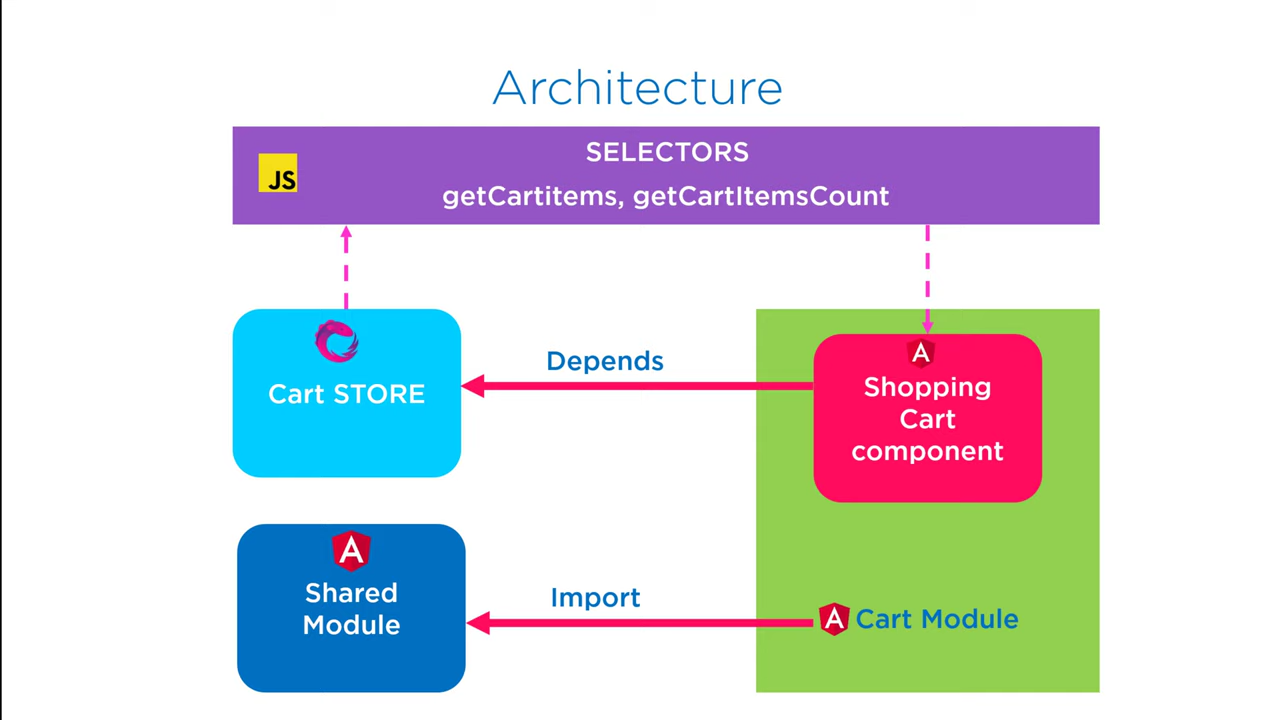 Architecture
JS
SELECTORS
getCartitems, getCartItemsCount
Cart STORE
Depends
A
Shopping
Cart
component
A
Shared
Module
Import
A
Cart Module